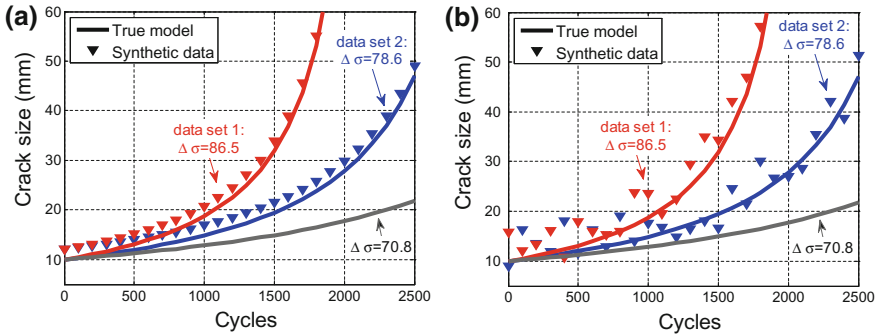 (a)
60
50
40
30
20
10
Crack size (mm)
0
500
1000
1500
2000
2500
Cycles
True model
Synthetic data
data set 2:
Δ σ=78.6
data set 1:
Δ σ=86.5
Δ σ=70.8
(b)
60
50
40
30
20
10
Crack size (mm)
0
500
1000
1500
2000
2500
Cycles
True model
Synthetic data
data set 2:
Δ σ=78.6
data set 1:
Δ σ=86.5
Δ σ=70.8